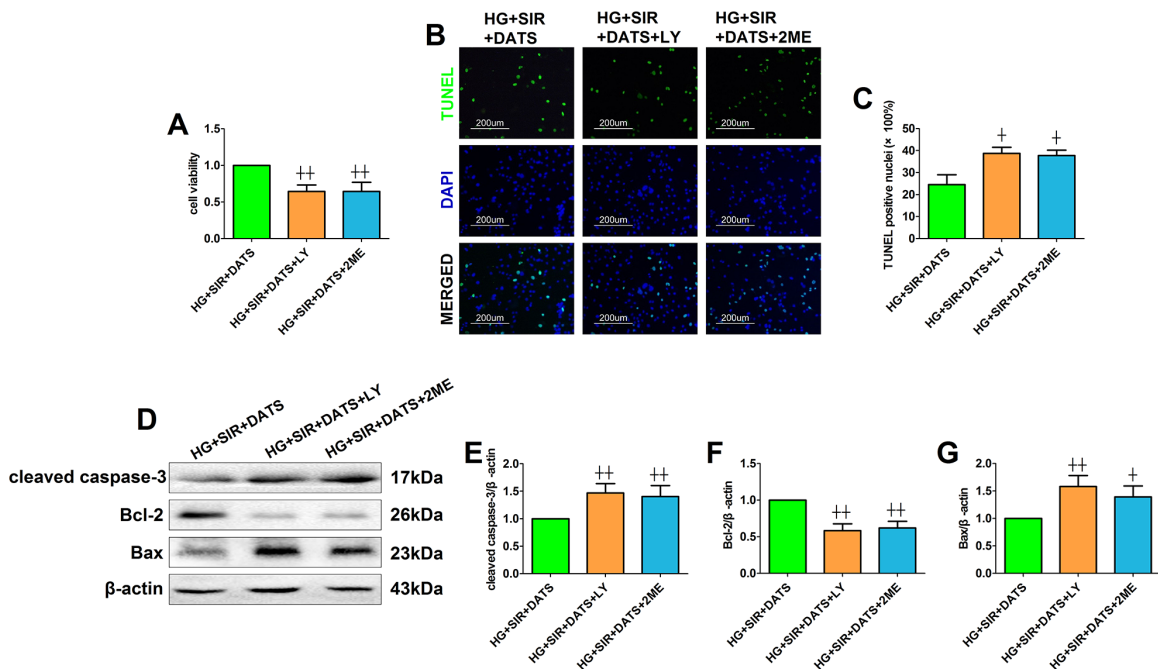 A
cell viability
1.5
1.0
0.5
0.0
HG+SIR+DATS
HG+SIR+DATS+LY
HG+SIR+DATS+2ME
++
++
B
HG+SIR
+DATS
HG+SIR
+DATS+LY
HG+SIR
+DATS+2ME
TUNEL
200um
200um
200um
DAPI
200um
200um
200um
MERGED
200um
200um
200um
C
TUNEL positive nuclei (× 100%)
50
40
30
20
10
0
+
+
HG+SIR+DATS
HG+SIR+DATS+LY
HG+SIR+DATS+2ME
D
HG+SIR+DATS
HG+SIR+DATS+LY
HG+SIR+DATS+2ME
cleaved caspase-3
17kDa
Bcl-2
26kDa
Bax
23kDa
β-actin
43kDa
E
cleaved caspase-3/β -actin
2.0
1.5
1.0
0.5
0.0
++
++
HG+SIR+DATS
HG+SIR+DATS+LY
HG+SIR+DATS+2ME
F
Bcl-2/β -actin
1.5
1.0
0.5
0.0
++
++
HG+SIR+DATS
HG+SIR+DATS+LY
HG+SIR+DATS+2ME
G
Bax/β -actin
2.0
1.5
1.0
0.5
0.0
++
+
HG+SIR+DATS
HG+SIR+DATS+LY
HG+SIR+DATS+2ME